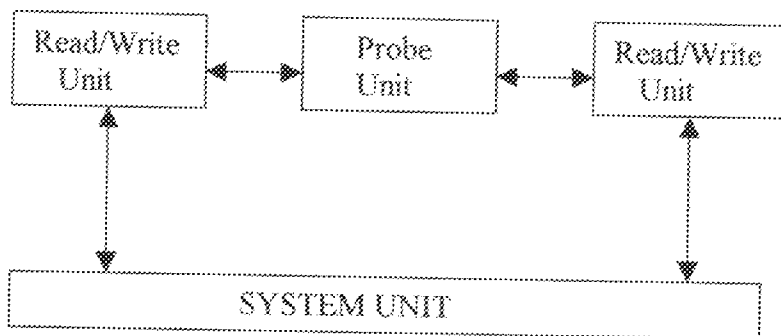 Read/Write
Unit
Probe
Unit
Read/Write
Unit
SYSTEM UNIT